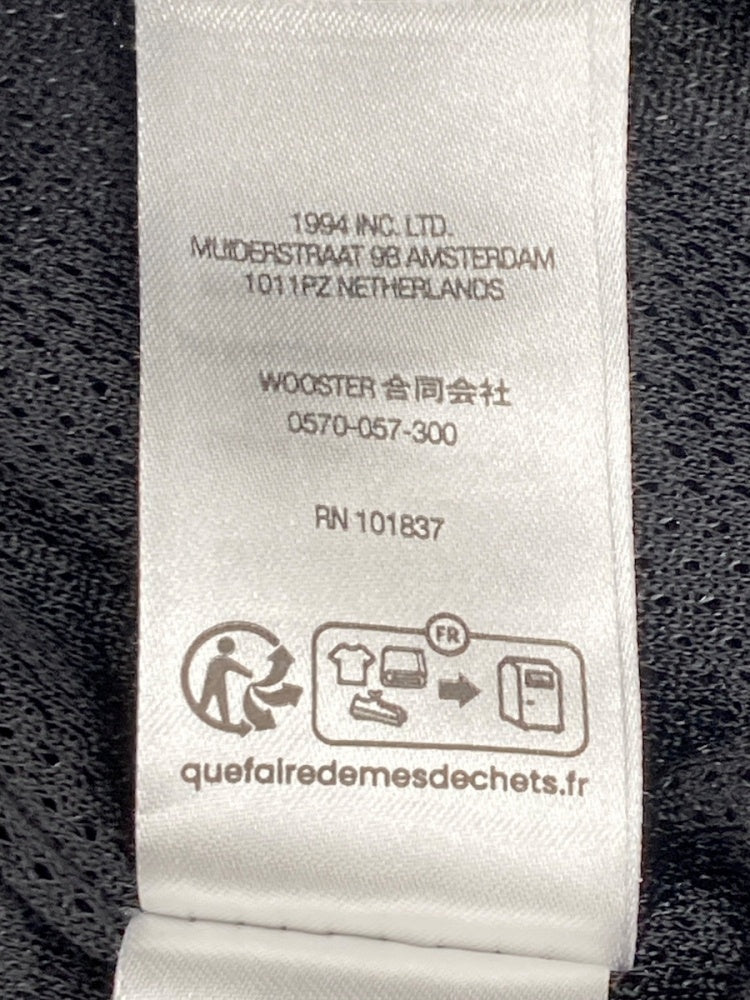 1994 INC. LTD.
MUIDERSTRAAT 9B AMSTERDAM
1011PZ NETHERLANDS
WOOSTER 合同会社
0570-057-300
RN 101837
FR
quefairedemesdechets.fr